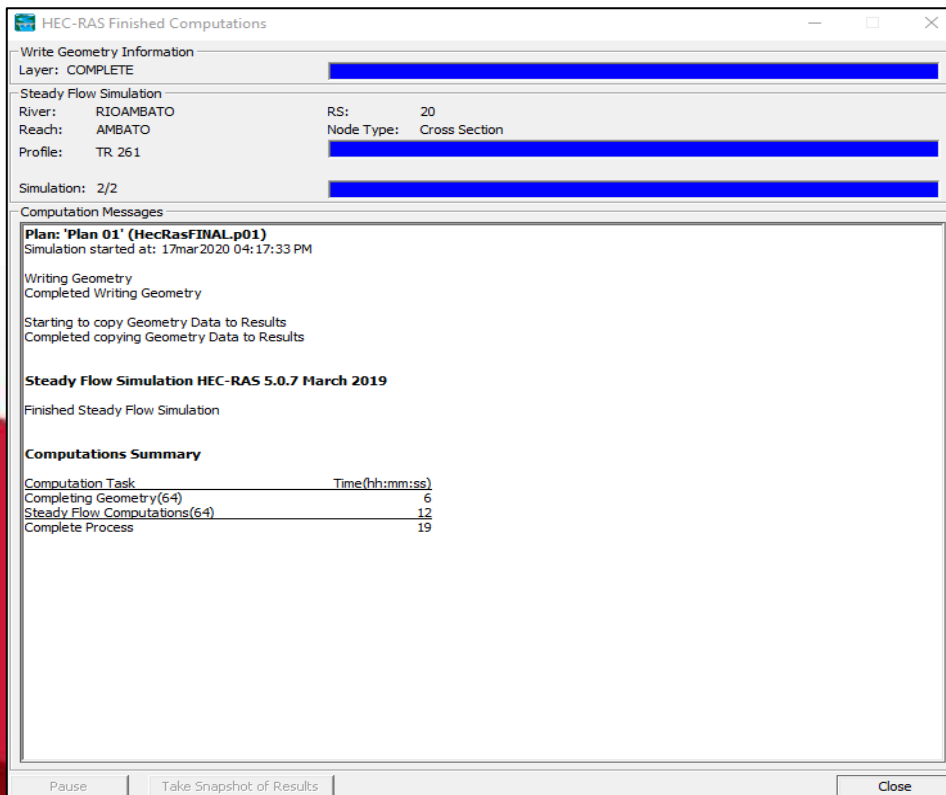 HEC-RAS Finished Computations
Write Geometry Information
Layer: COMPLETE
Steady Flow Simulation
River: RIOAMBATO RS: 20
Reach: AMBATO Node Type: Cross Section
Profile: TR 261
Simulation: 2/2
Computation Messages
Plan: 'Plan 01' (HecRasFINAL.p01)
Simulation started at: 17mar2020 04:17:33 PM
Writing Geometry
Completed Writing Geometry
Starting to copy Geometry Data to Results
Completed copying Geometry Data to Results
Steady Flow Simulation HEC-RAS 5.0.7 March 2019
Finished Steady Flow Simulation
Computations Summary
Computation Task Time(hh:mm:ss)
Completing Geometry(64) 6
Steady Flow Computations(64) 12
Complete Process 19
Pause Take Snapshot of Results Close